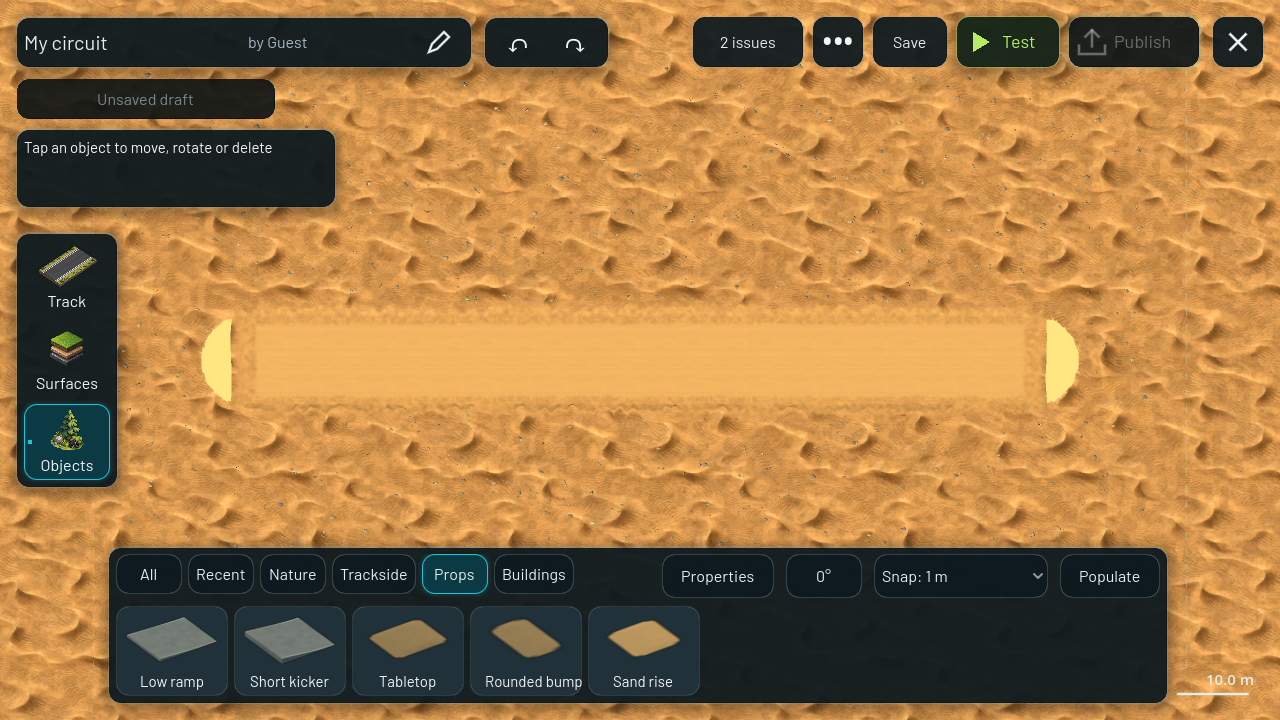 My circuit
by Guest
2 issues
•••
Save
Test
Publish
Unsaved draft
Tap an object to move, rotate or delete
Track
Surfaces
Objects
All
Recent
Nature
Trackside
Props
Buildings
Properties
0°
Snap: 1 m
Populate
Low ramp
Short kicker
Tabletop
Rounded bump
Sand rise
10.0 m